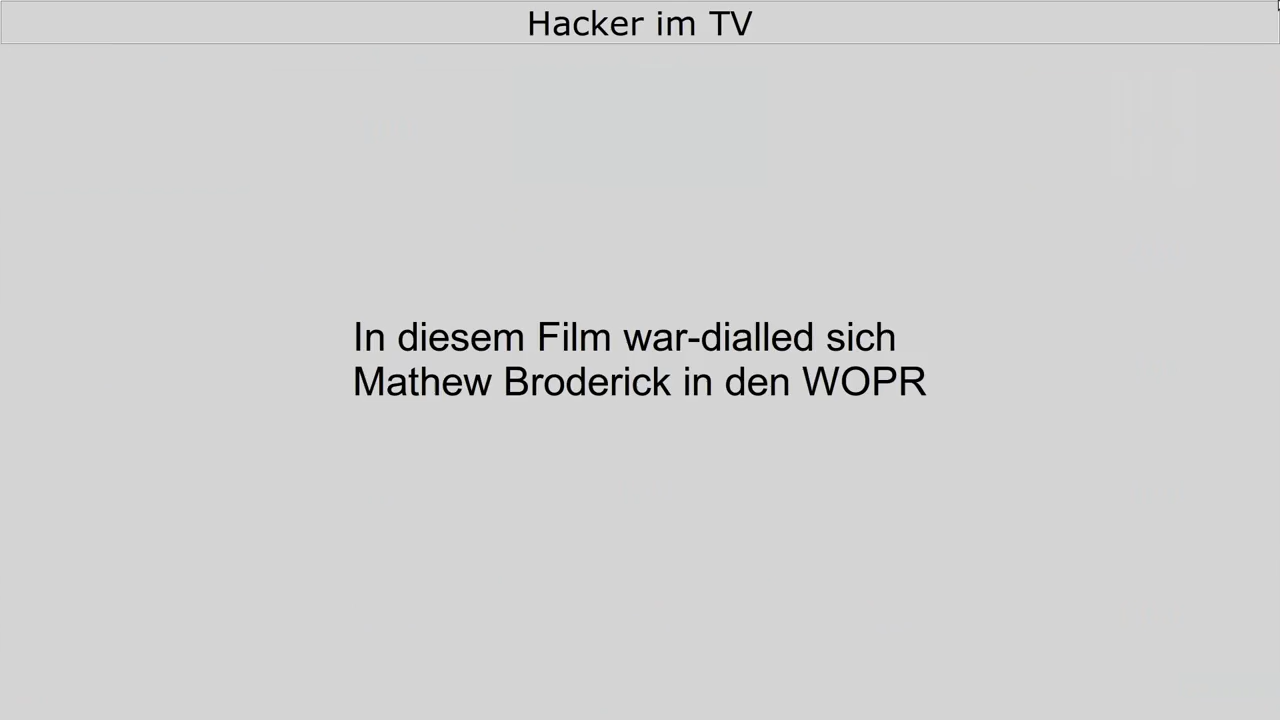 Hacker im TV
In diesem Film war-dialled sich
Mathew Broderick in den WOPR